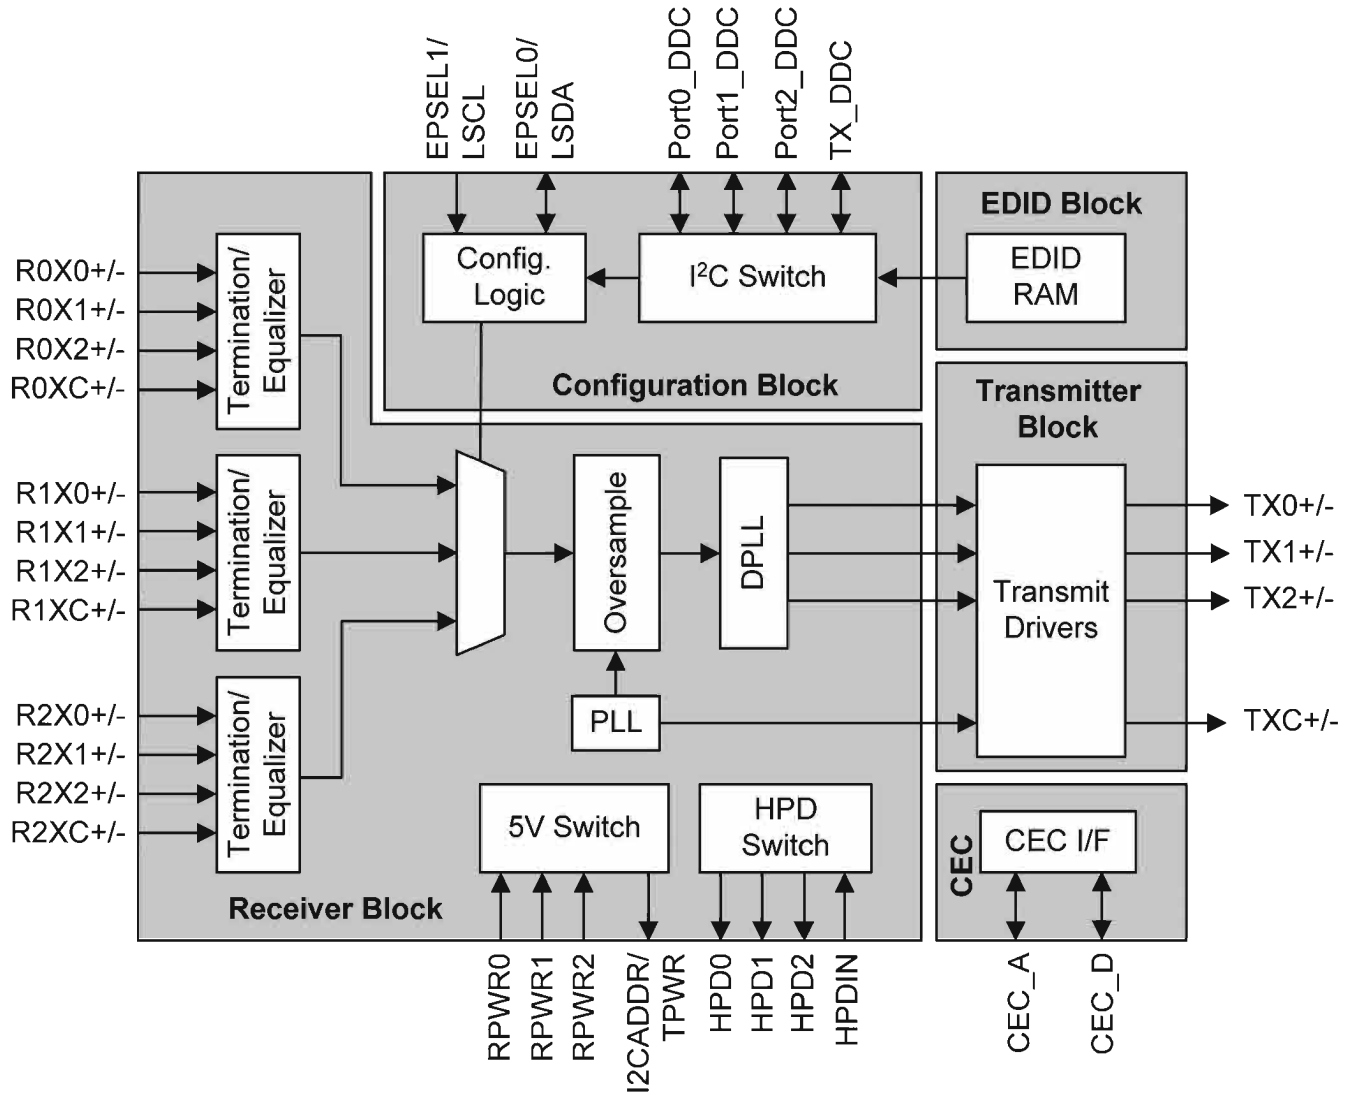 EPSEL1/
LSCL
EPSEL0/
LSDA
Port0_DDC
Port1_DDC
Port2_DDC
TX_DDC
R0X0+/-
R0X1+/-
R0X2+/-
R0XC+/-
Termination/
Equalizer
Config.
Logic
I²C Switch
Configuration Block
EDID Block
EDID
RAM
R1X0+/-
R1X1+/-
R1X2+/-
R1XC+/-
Termination/
Equalizer
Oversample
DPLL
PLL
Transmitter
Block
Transmit
Drivers
TX0+/-
TX1+/-
TX2+/-
TXC+/-
R2X0+/-
R2X1+/-
R2X2+/-
R2XC+/-
Termination/
Equalizer
5V Switch
HPD
Switch
Receiver Block
CEC
CEC I/F
RPWR0
RPWR1
RPWR2
I2CADDR/
TPWR
HPD0
HPD1
HPD2
HPDIN
CEC_A
CEC_D